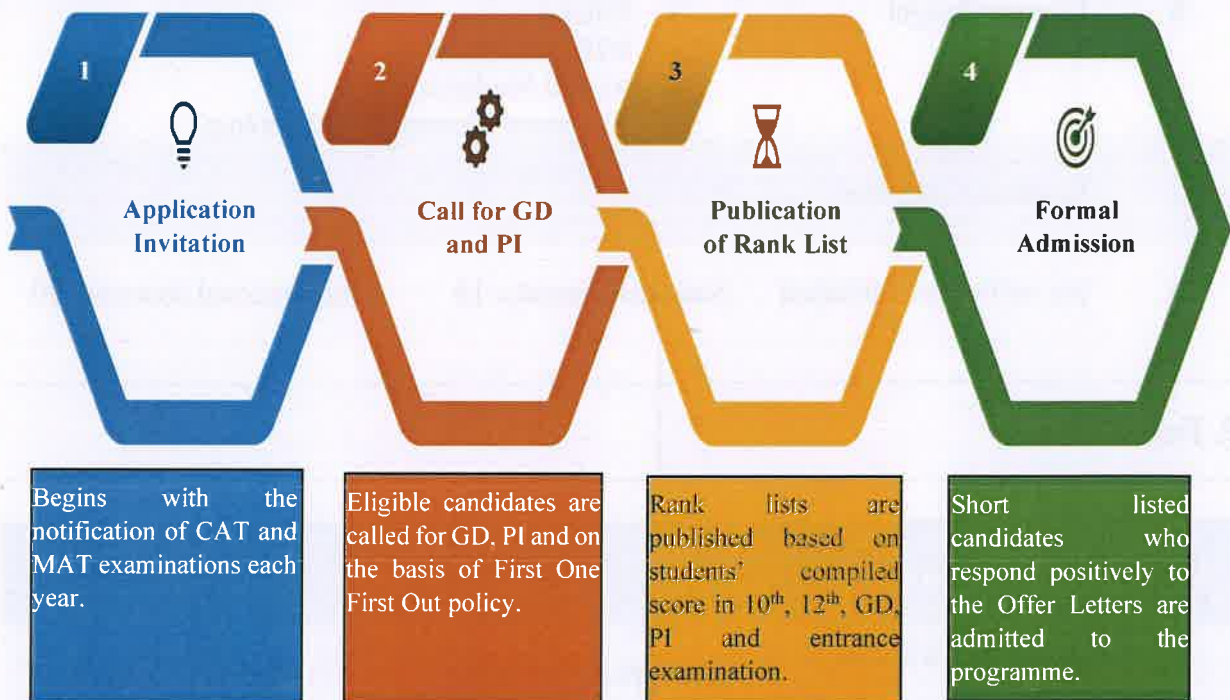 1
Application
Invitation
2
Call for GD
and PI
3
Publication
of Rank List
4
Formal
Admission
Begins with the
notification of CAT and
MAT examinations each
year.
Eligible candidates are
called for GD, PI and on
the basis of First One
First Out policy.
Rank lists are
published based on
students’ compiled
score in 10th, 12th, GD,
PI and entrance
examination.
Short listed
candidates who
respond positively to
the Offer Letters are
admitted to the
programme.